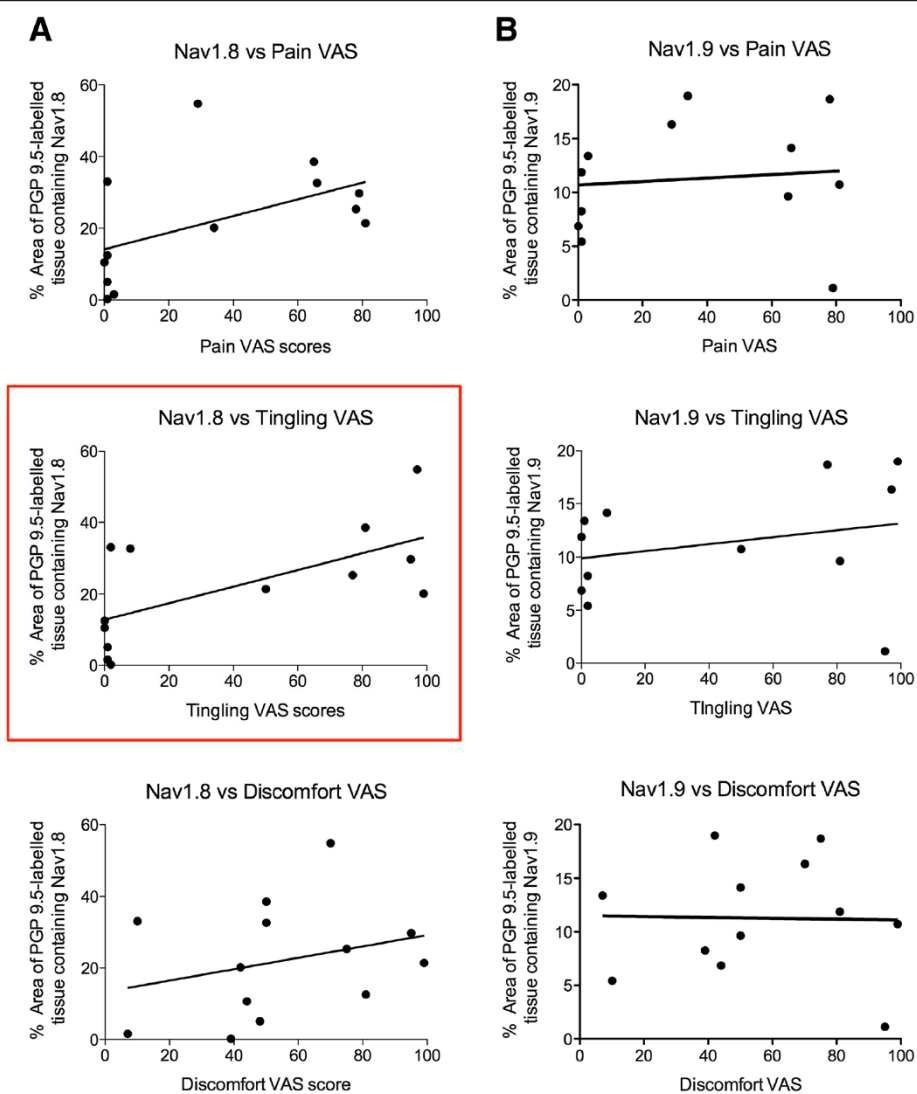 A
Nav1.8 vs Pain VAS
% Area of PGP 9.5-labelled
tissue containing Nav1.8
60
40
20
0
0 20 40 60 80 100
Pain VAS scores
B
Nav1.9 vs Pain VAS
% Area of PGP 9.5-labelled
tissue containing Nav1.9
20
15
10
5
0
0 20 40 60 80 100
Pain VAS
Nav1.8 vs Tingling VAS
% Area of PGP 9.5-labelled
tissue containing Nav1.8
60
40
20
0
0 20 40 60 80 100
Tingling VAS scores
Nav1.9 vs Tingling VAS
% Area of PGP 9.5-labelled
tissue containing Nav1.9
20
15
10
5
0
0 20 40 60 80 100
TIngling VAS
Nav1.8 vs Discomfort VAS
% Area of PGP 9.5-labelled
tissue containing Nav1.8
60
40
20
0
0 20 40 60 80 100
Discomfort VAS score
Nav1.9 vs Discomfort VAS
% Area of PGP 9.5-labelled
tissue containing Nav1.9
20
15
10
5
0
0 20 40 60 80 100
Discomfort VAS